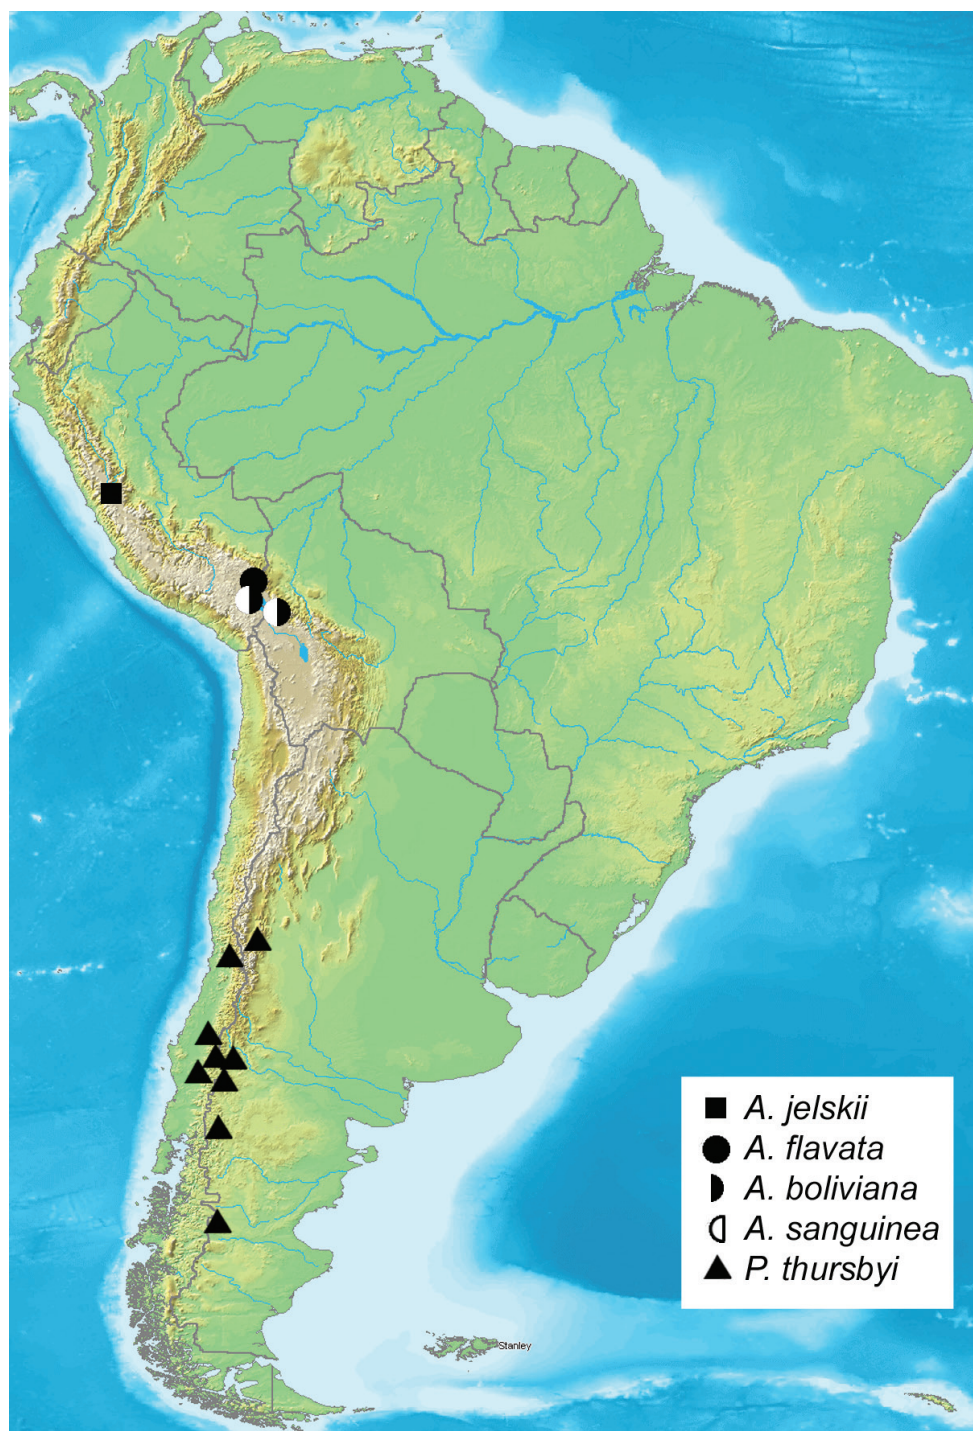 A. jelskii
A. flavata
A. boliviana
A. sanguinea
P. thursbyi
Stanley